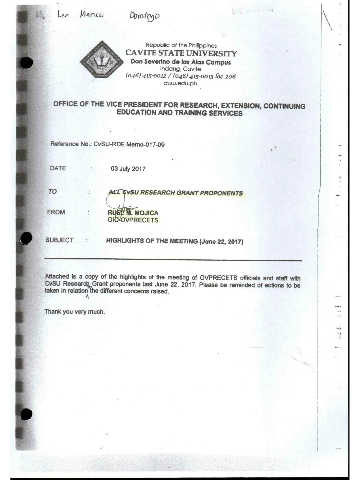 Lan Marico Domfego
Republic of the Philippines
CAVITE STATE UNIVERSITY
Don Severino de las Alas Campus
Indang, Cavite
(046) 415-0012 / (046) 415-0013 loc 206
cvsu.edu.ph
OFFICE OF THE VICE PRESIDENT FOR RESEARCH, EXTENSION, CONTINUING
EDUCATION AND TRAINING SERVICES
Reference No.: CvSU-RDE Memo-017-09
DATE : 03 July 2017
TO : ALL CvSU RESEARCH GRANT PROPONENTS
FROM : RUEL M. MOJICA
OIC-OVPRECETS
SUBJECT : HIGHLIGHTS OF THE MEETING (June 22, 2017)
Attached is a copy of the highlights of the meeting of OVPRECETS officials and staff with
CvSU Research Grant proponents last June 22, 2017. Please be reminded of actions to be
taken in relation the different concerns raised.
Thank you very much.